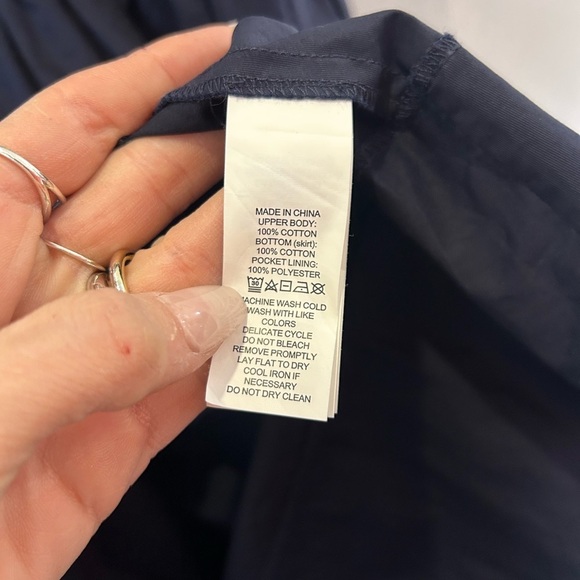 MADE IN CHINA
UPPER BODY:
100% COTTON
BOTTOM (skirt):
100% COTTON
POCKET LINING:
100% POLYESTER
30
MACHINE WASH COLD
WASH WITH LIKE
COLORS
DELICATE CYCLE
DO NOT BLEACH
REMOVE PROMPTLY
LAY FLAT TO DRY
COOL IRON IF
NECESSARY
DO NOT DRY CLEAN